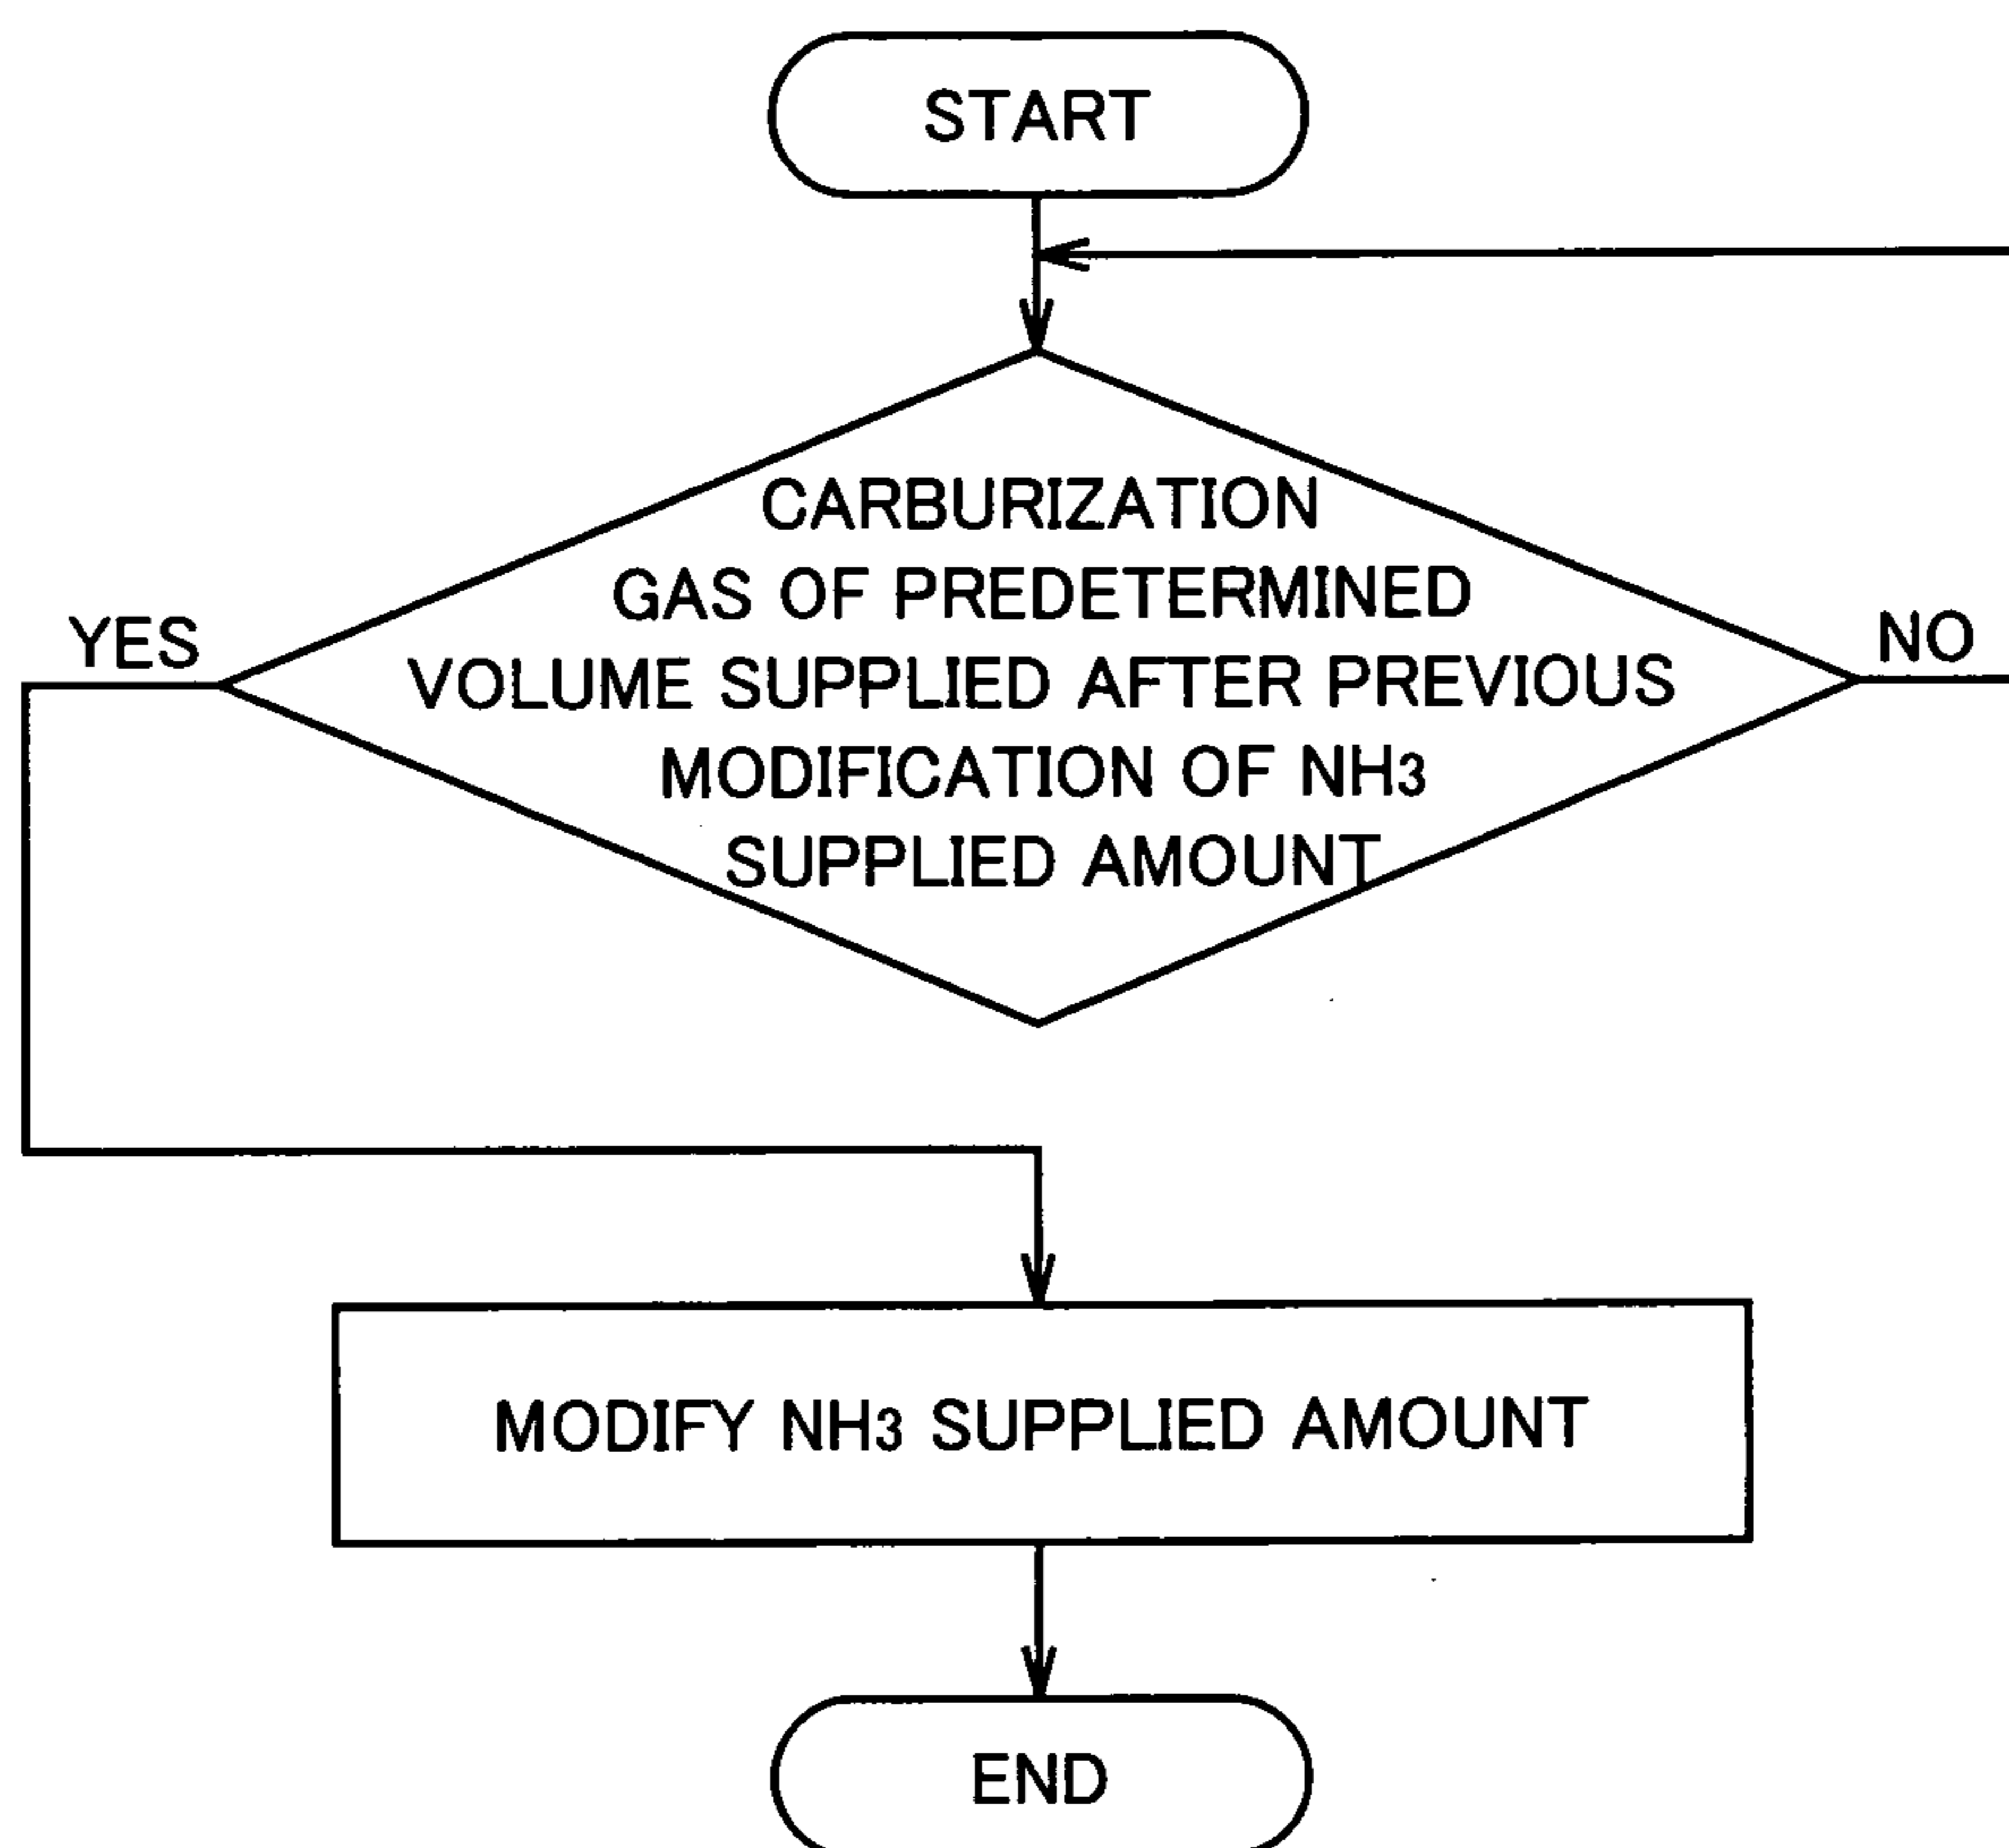 START
CARBURIZATION
GAS OF PREDETERMINED
YES
NO
VOLUME SUPPLIED AFTER PREVIOUS
MODIFICATION OF NH3
SUPPLIED AMOUNT
MODIFY NH3 SUPPLIED AMOUNT
END